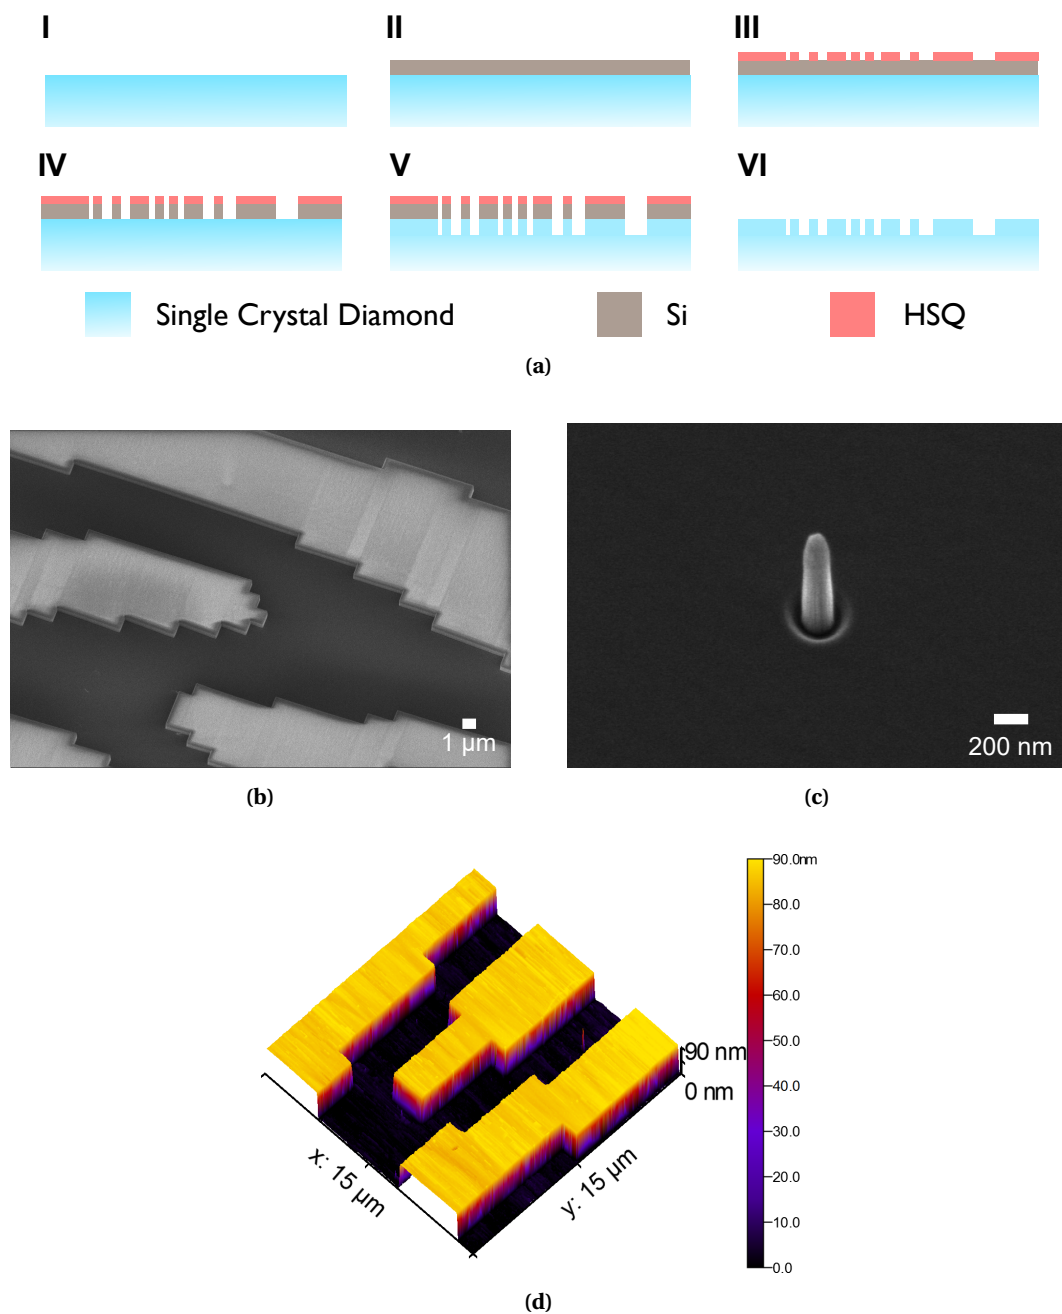 I II III
IV V VI
Single Crystal Diamond Si HSQ
(a)
1 µm
200 nm
(b) (c)
90.0nm
80.0
70.0
60.0
50.0
90 nm
0 nm
40.0
30.0
x: 15 µm y: 15 µm
20.0
10.0
0.0
(d)